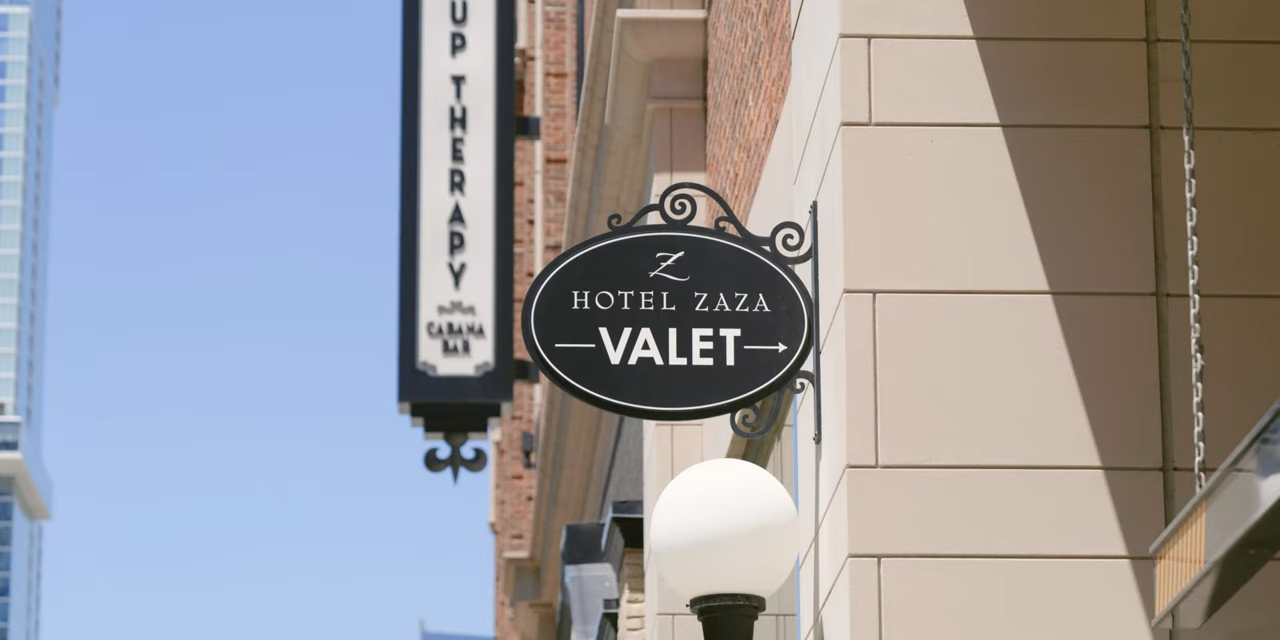 UP THERAPY
CABANA
BAR
Z
HOTEL ZAZA
VALET